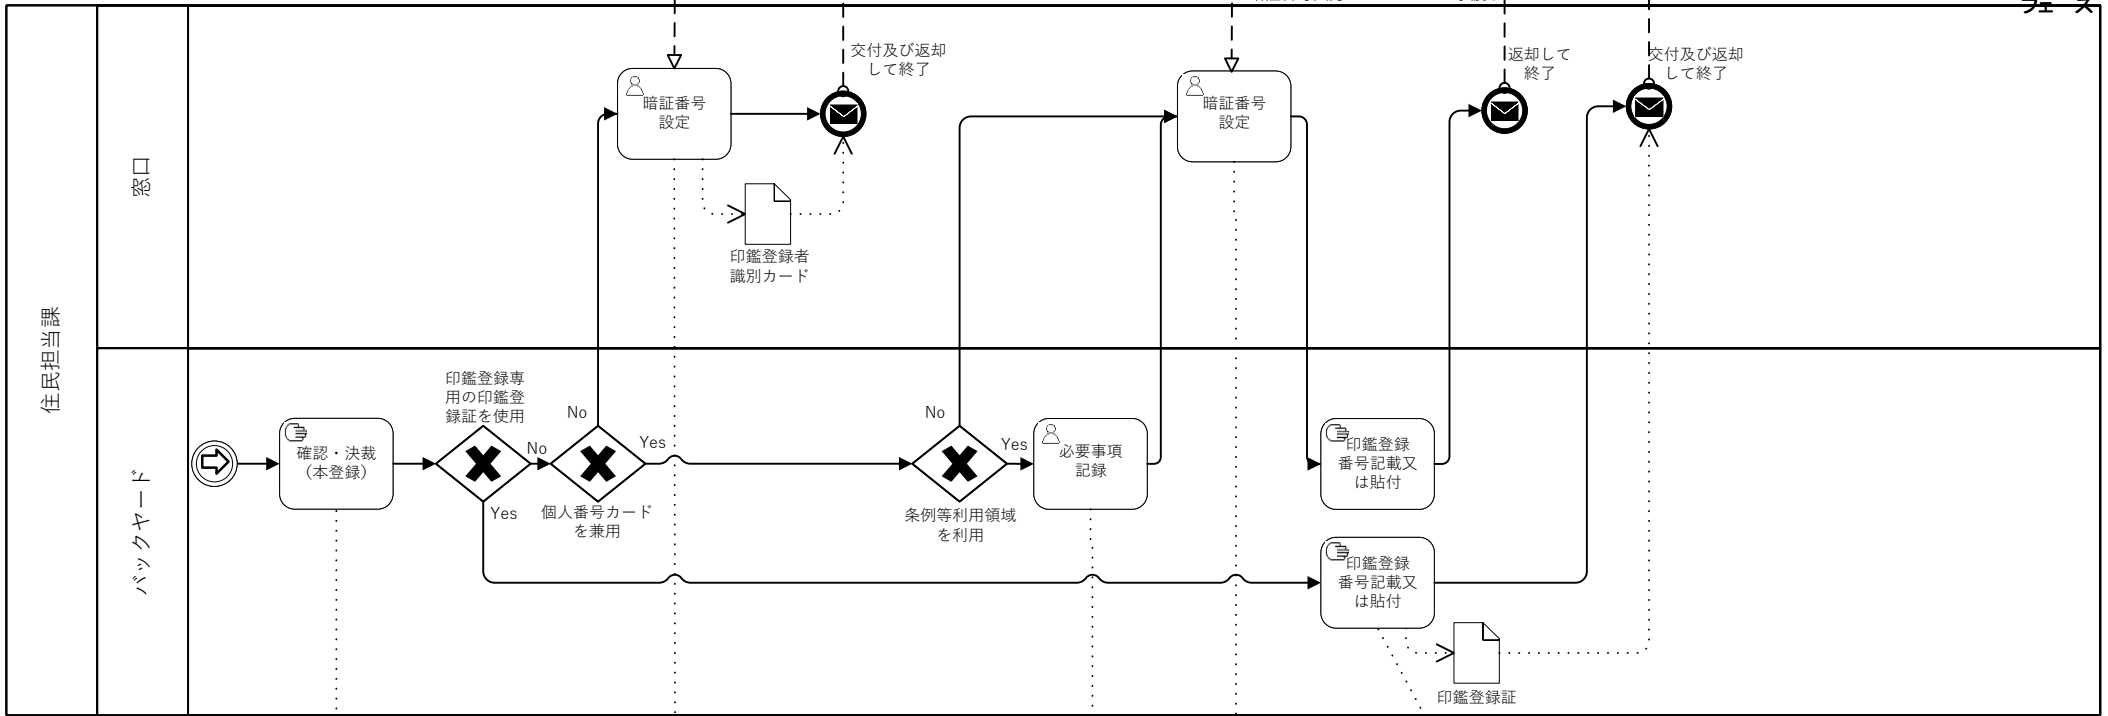 フェーズ
交付及び返却
して終了
返却して
終了
交付及び返却
して終了
暗証番号
設定
暗証番号
設定
窓口
印鑑登録者
識別カード
住民担当課
バックヤード
印鑑登録専
用の印鑑登
録証を使用
No
No
Yes
Yes
確認・決裁
（本登録）
個人番号カード
を兼用
No
Yes
条例等利用領域
を利用
必要事項
記録
印鑑登録
番号記載又
は貼付
印鑑登録
番号記載又
は貼付
印鑑登録証